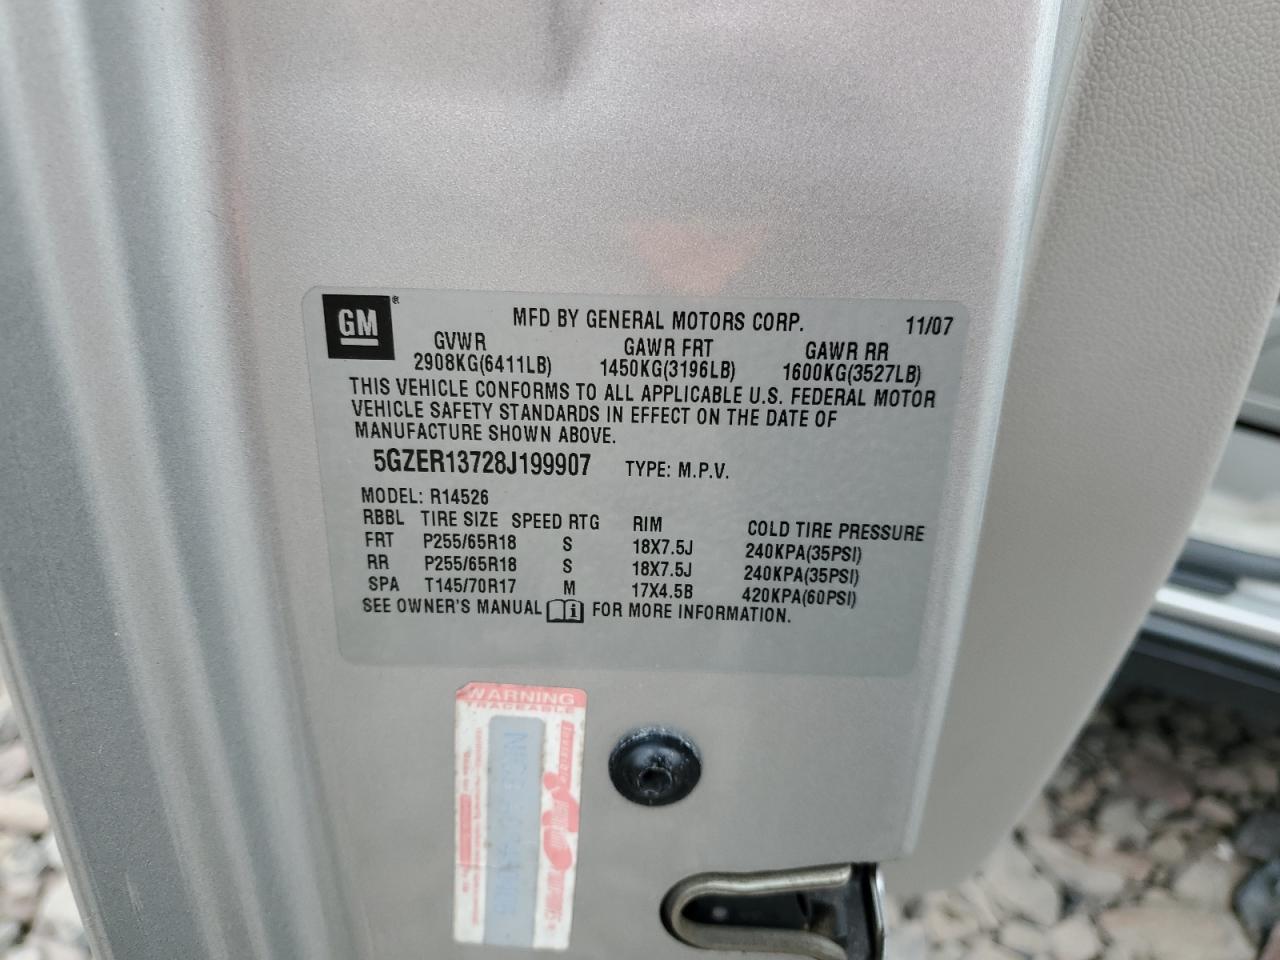 GM ®
MFD BY GENERAL MOTORS CORP. 11/07
GVWR GAWR FRT GAWR RR
2908KG(6411LB) 1450KG(3196LB) 1600KG(3527LB)
THIS VEHICLE CONFORMS TO ALL APPLICABLE U.S. FEDERAL MOTOR
VEHICLE SAFETY STANDARDS IN EFFECT ON THE DATE OF
MANUFACTURE SHOWN ABOVE.
5GZER13728J199907 TYPE: M.P.V.
MODEL: R14526
RBBL TIRE SIZE SPEED RTG RIM COLD TIRE PRESSURE
FRT P255/65R18 S 18X7.5J 240KPA(35PSI)
RR P255/65R18 S 18X7.5J 240KPA(35PSI)
SPA T145/70R17 M 17X4.5B 420KPA(60PSI)
SEE OWNER'S MANUAL i FOR MORE INFORMATION.
WARNING
TRACEABLE